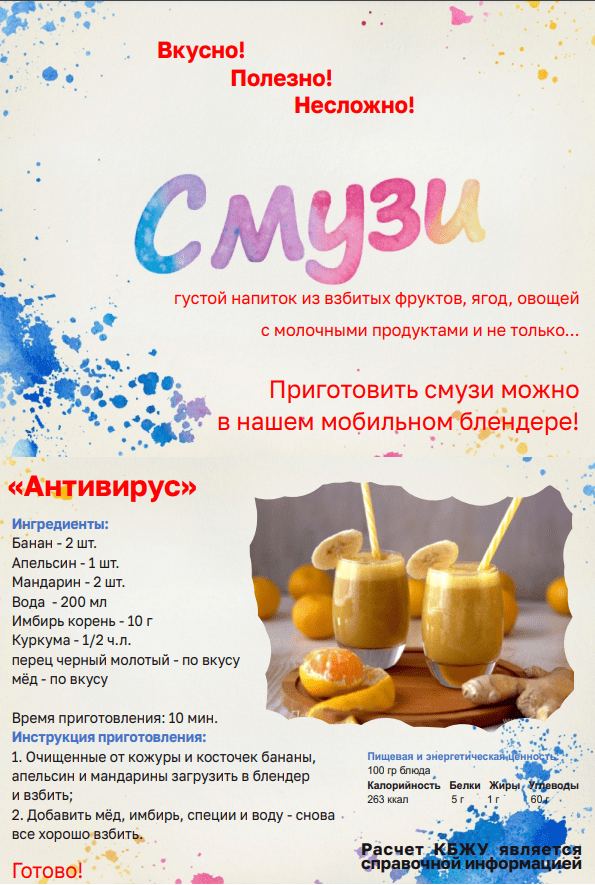 Вкусно!
Полезно!
Несложно!
Смузи
густой напиток из взбитых фруктов, ягод, овощей
с молочными продуктами и не только...
Приготовить смузи можно
в нашем мобильном блендере!
«Антивирус»
Ингредиенты:
Банан - 2 шт.
Апельсин - 1 шт.
Мандарин - 2 шт.
Вода - 200 мл
Имбирь корень - 10 г
Куркума - 1/2 ч.л.
перец черный молотый - по вкусу
мёд - по вкусу
Время приготовления: 10 мин.
Инструкция приготовления:
1. Очищенные от кожуры и косточек бананы,
апельсин и мандарины загрузить в блендер
и взбить;
2. Добавить мёд, имбирь, специи и воду - снова
все хорошо взбить.
Готово!
Пищевая и энергетическая ценность
100 гр блюда
Калорийность Белки Жиры Углеводы
263 ккал 5 г 1 г 60 г
Расчет КБЖУ является
справочной информацией